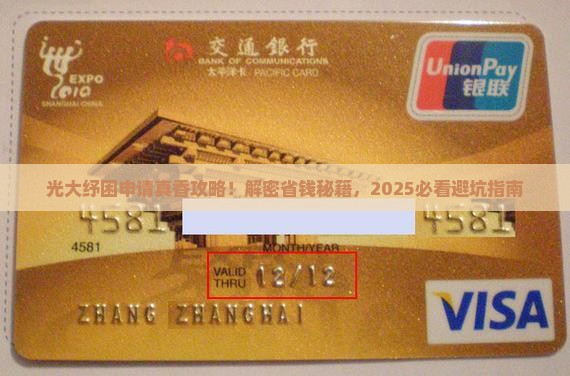 EXPO
2010
SHANGHAI CHINA
交通銀行
BANK OF COMMUNICATIONS
太平洋卡 PACIFIC CARD
UnionPay
银联
光大纾困申请真香攻略！解密省钱秘籍，2025必看避坑指南
4581 4581
4581
MONTH/YEAR
VALID
THRU 12/12
ZHANG ZHANGHAI
VISA